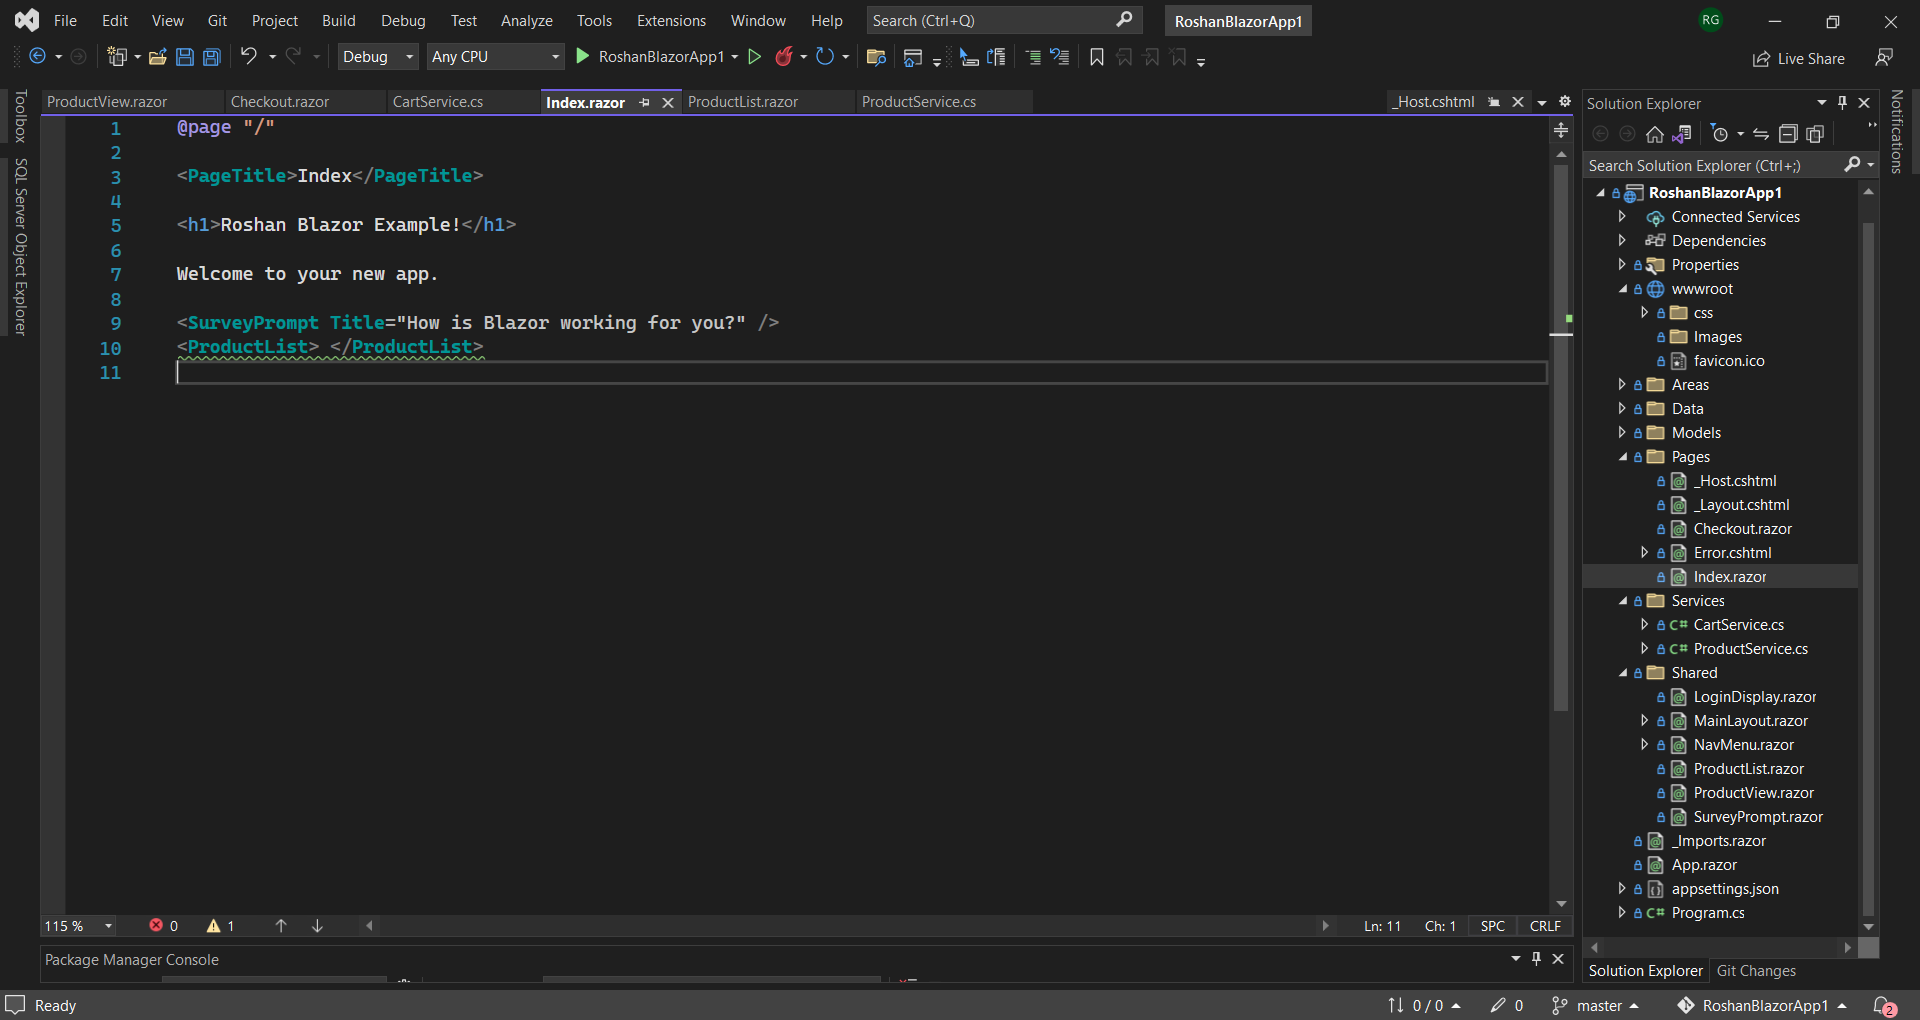 File Edit View Git Project Build Debug Test Analyze Tools Extensions Window Help Search (Ctrl+Q) RoshanBlazorApp1 RG
Debug Any CPU RoshanBlazorApp1 Live Share
ProductView.razor Checkout.razor CartService.cs Index.razor ProductList.razor ProductService.cs _Host.cshtml
Toolbox
SQL Server Object Explorer
1 @page "/"
2
3 <PageTitle>Index</PageTitle>
4
5 <h1>Roshan Blazor Example!</h1>
6
7 Welcome to your new app.
8
9 <SurveyPrompt Title="How is Blazor working for you?" />
10 <ProductList> </ProductList>
11
115 % 0 1 Ln: 11 Ch: 1 SPC CRLF
Package Manager Console
Solution Explorer
Search Solution Explorer (Ctrl+;)
RoshanBlazorApp1
Connected Services
Dependencies
Properties
wwwroot
css
Images
favicon.ico
Areas
Data
Models
Pages
_Host.cshtml
_Layout.cshtml
Checkout.razor
Error.cshtml
Index.razor
Services
C# CartService.cs
C# ProductService.cs
Shared
LoginDisplay.razor
MainLayout.razor
NavMenu.razor
ProductList.razor
ProductView.razor
SurveyPrompt.razor
_Imports.razor
App.razor
appsettings.json
C# Program.cs
Solution Explorer Git Changes
Notifications
Ready 0 / 0 0 master RoshanBlazorApp1 2